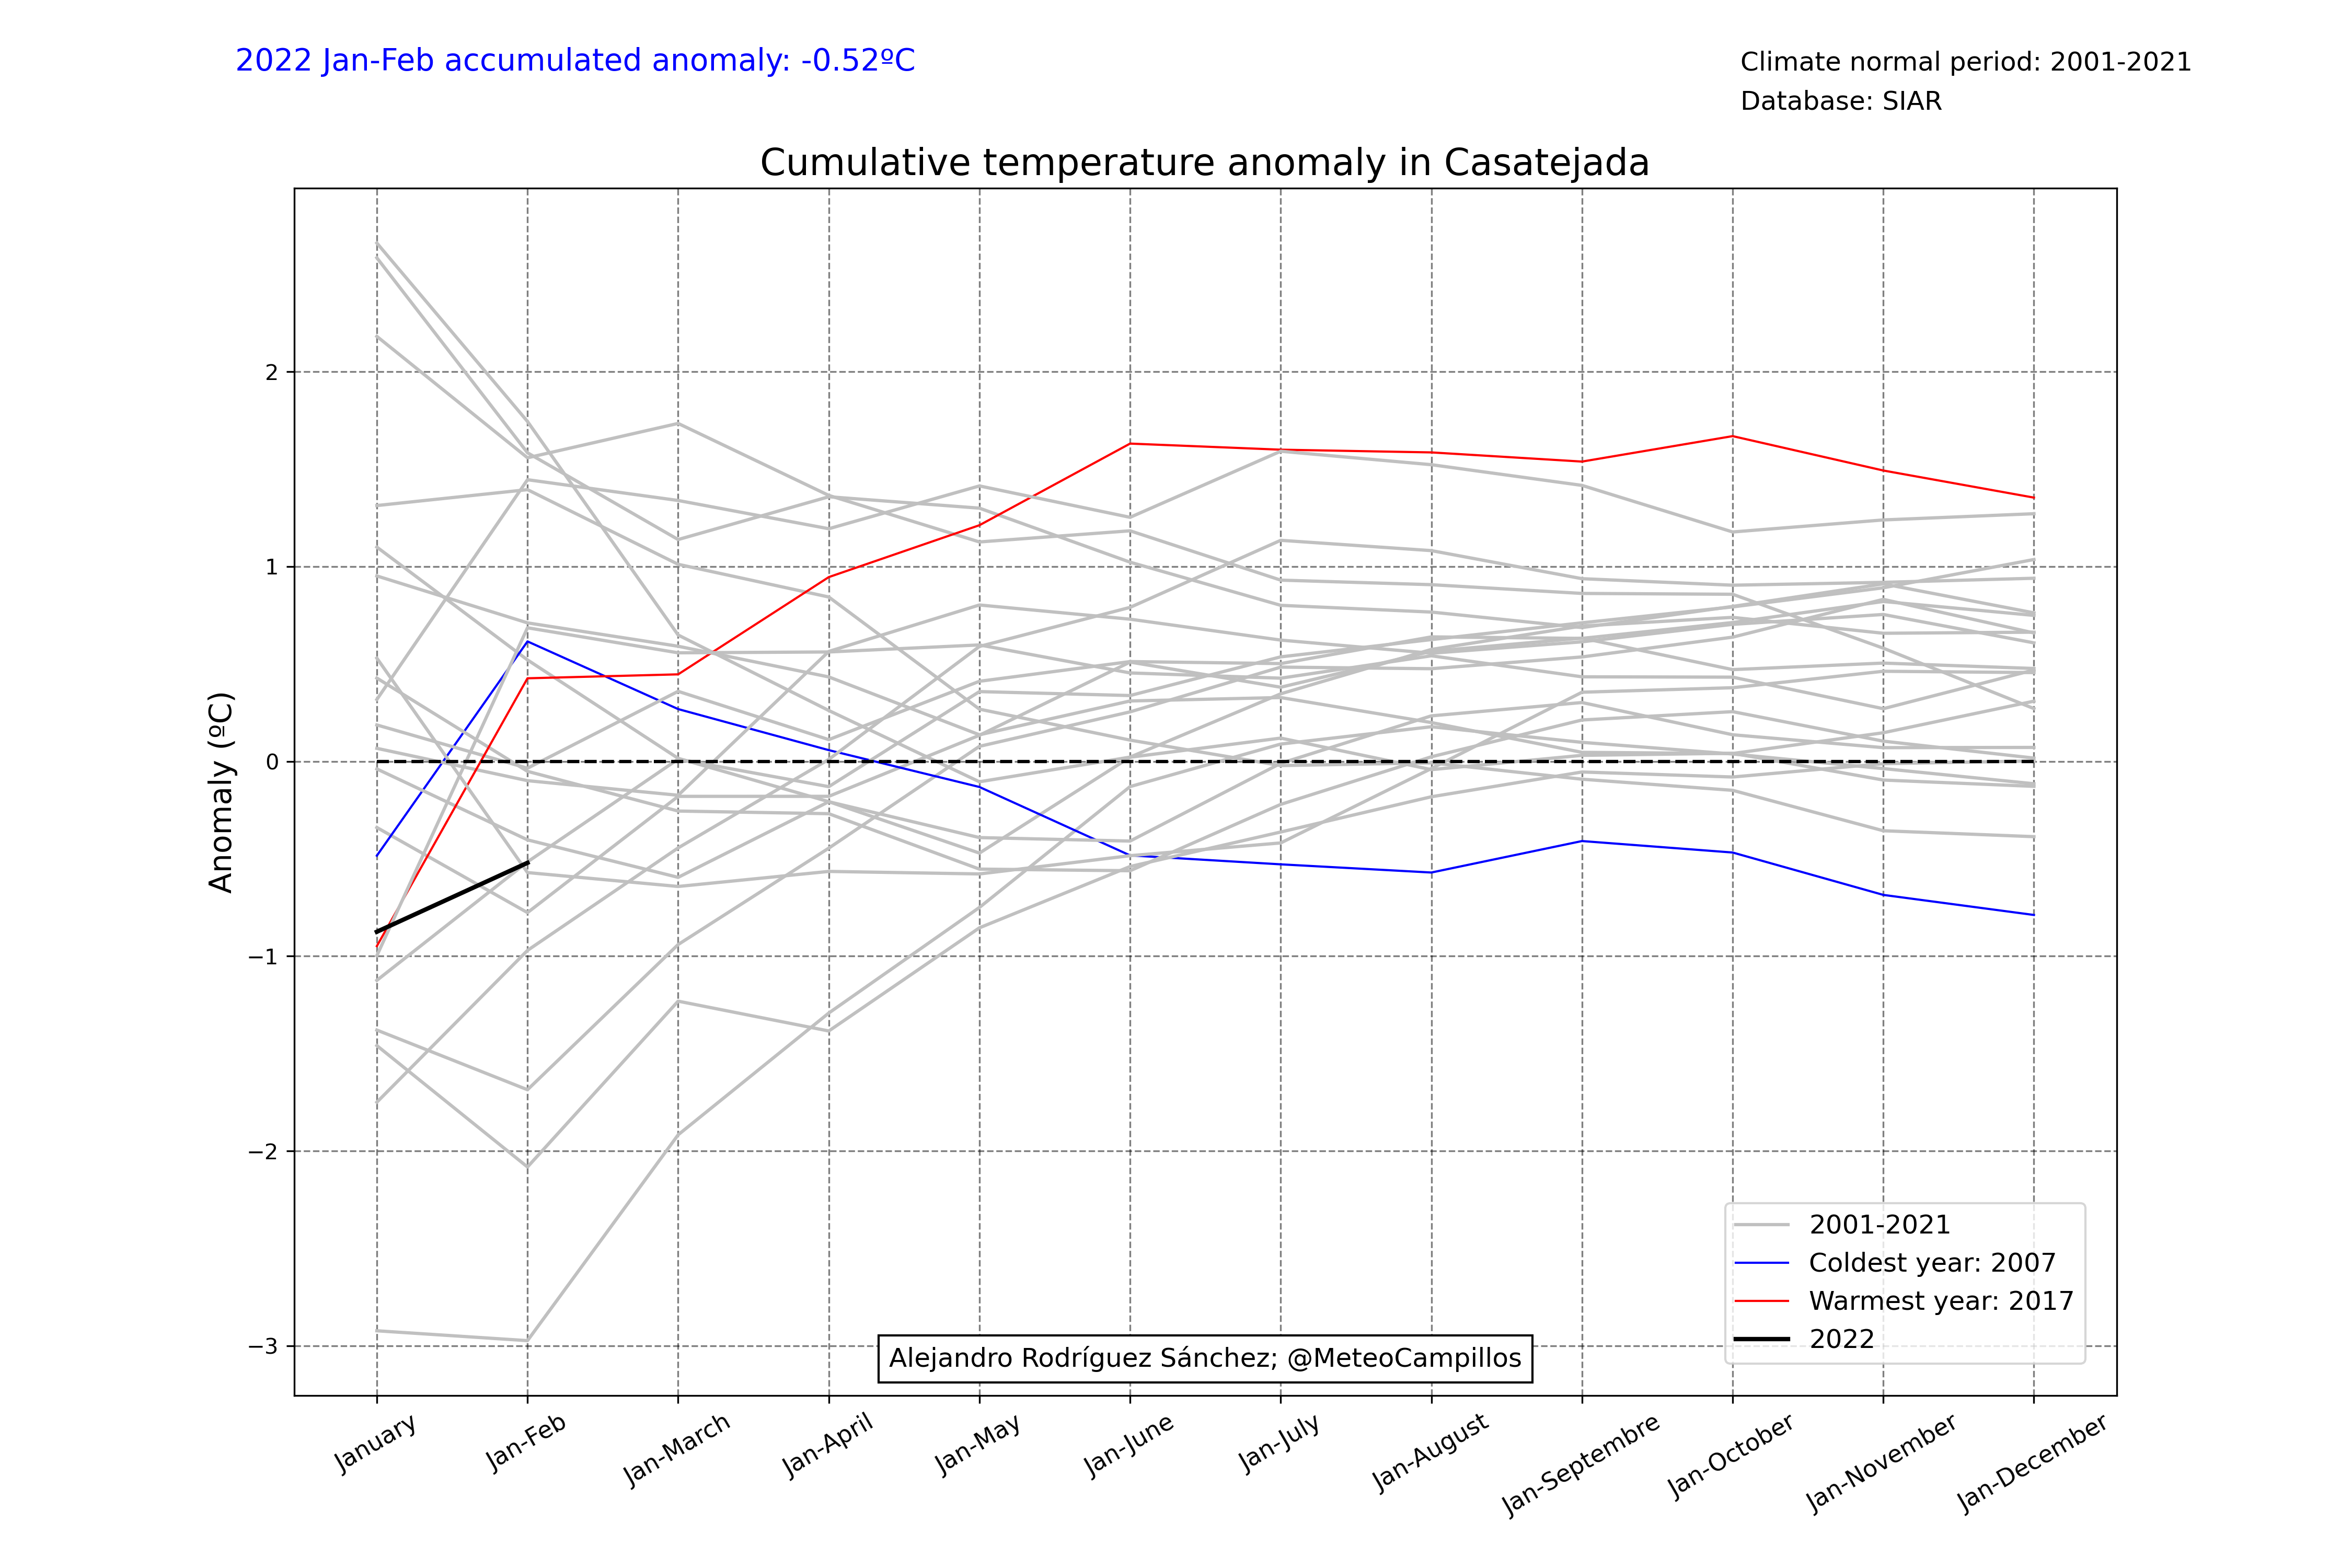 2022 Jan-Feb accumulated anomaly: -0.52ºC
Climate normal period: 2001-2021
Database: SIAR
Cumulative temperature anomaly in Casatejada
Anomaly (ºC)
2
1
0
−1
−2
−3
2001-2021
Coldest year: 2007
Warmest year: 2017
2022
Alejandro Rodríguez Sánchez; @MeteoCampillos
January
Jan-Feb
Jan-March
Jan-April
Jan-May
Jan-June
Jan-July
Jan-August
Jan-Septembre
Jan-October
Jan-November
Jan-December